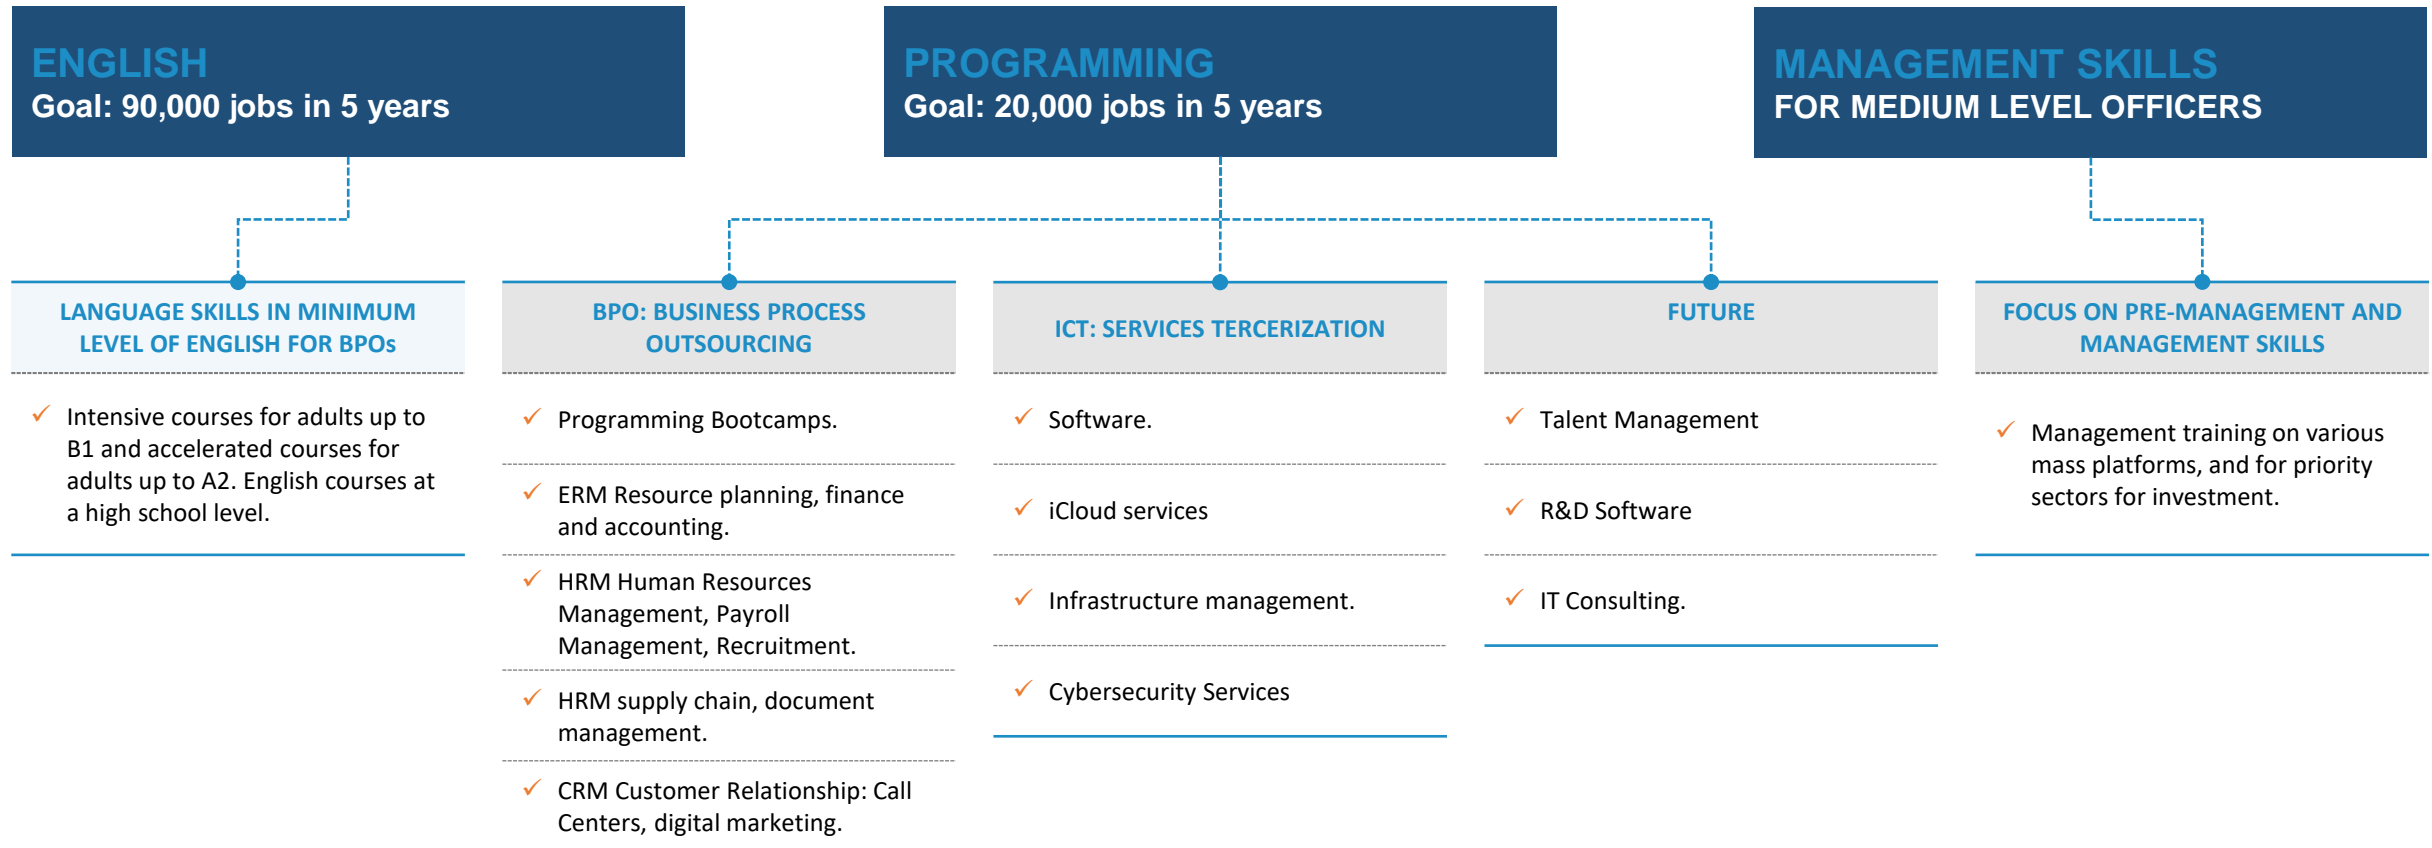 ENGLISH
Goal: 90,000 jobs in 5 years
PROGRAMMING
Goal: 20,000 jobs in 5 years
MANAGEMENT SKILLS
FOR MEDIUM LEVEL OFFICERS
LANGUAGE SKILLS IN MINIMUM
LEVEL OF ENGLISH FOR BPOs
Intensive courses for adults up to
B1 and accelerated courses for
adults up to A2. English courses at
a high school level.
BPO: BUSINESS PROCESS
OUTSOURCING
Programming Bootcamps.
ERM Resource planning, finance
and accounting.
HRM Human Resources
Management, Payroll
Management, Recruitment.
HRM supply chain, document
management.
CRM Customer Relationship: Call
Centers, digital marketing.
ICT: SERVICES TERCERIZATION
Software.
iCloud services
Infrastructure management.
Cybersecurity Services
FUTURE
Talent Management
R&D Software
IT Consulting.
FOCUS ON PRE-MANAGEMENT AND
MANAGEMENT SKILLS
Management training on various
mass platforms, and for priority
sectors for investment.